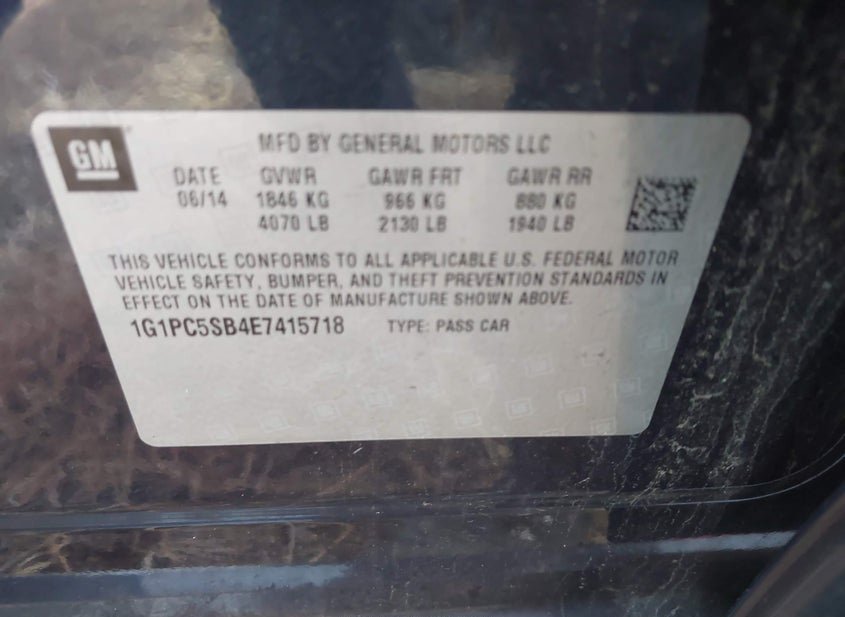 GM
MFD BY GENERAL MOTORS LLC
DATE GVWR GAWR FRT GAWR RR
06/14 1846 KG 966 KG 880 KG
4070 LB 2130 LB 1940 LB
THIS VEHICLE CONFORMS TO ALL APPLICABLE U.S. FEDERAL MOTOR
VEHICLE SAFETY, BUMPER, AND THEFT PREVENTION STANDARDS IN
EFFECT ON THE DATE OF MANUFACTURE SHOWN ABOVE.
1G1PC5SB4E7415718 TYPE: PASS CAR